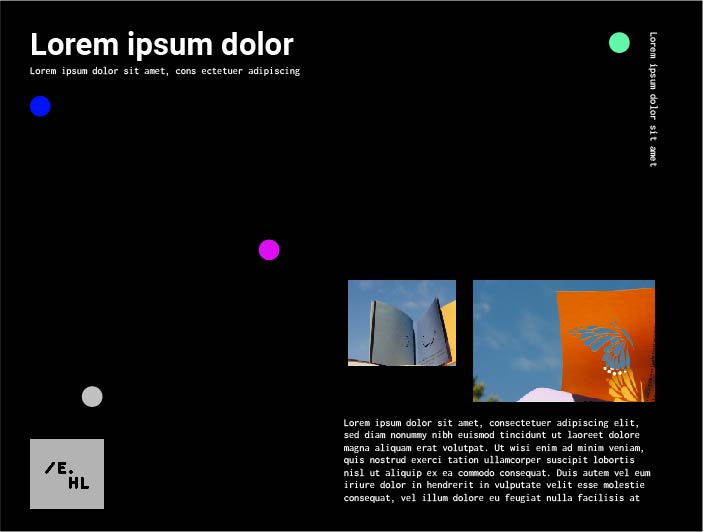 Lorem ipsum dolor
Lorem ipsum dolor sit amet, cons ectetuer adipiscing
Lorem ipsum dolor sit amet
Lorem ipsum dolor sit amet, consectetuer adipiscing elit,
sed diam nonummy nibh euismod tincidunt ut laoreet dolore
magna aliquam erat volutpat. Ut wisi enim ad minim veniam,
quis nostrud exerci tation ullamcorper suscipit lobortis
nisl ut aliquip ex ea commodo consequat. Duis autem vel eum
iriure dolor in hendrerit in vulputate velit esse molestie
consequat, vel illum dolore eu feugiat nulla facilisis at
/E.
HL